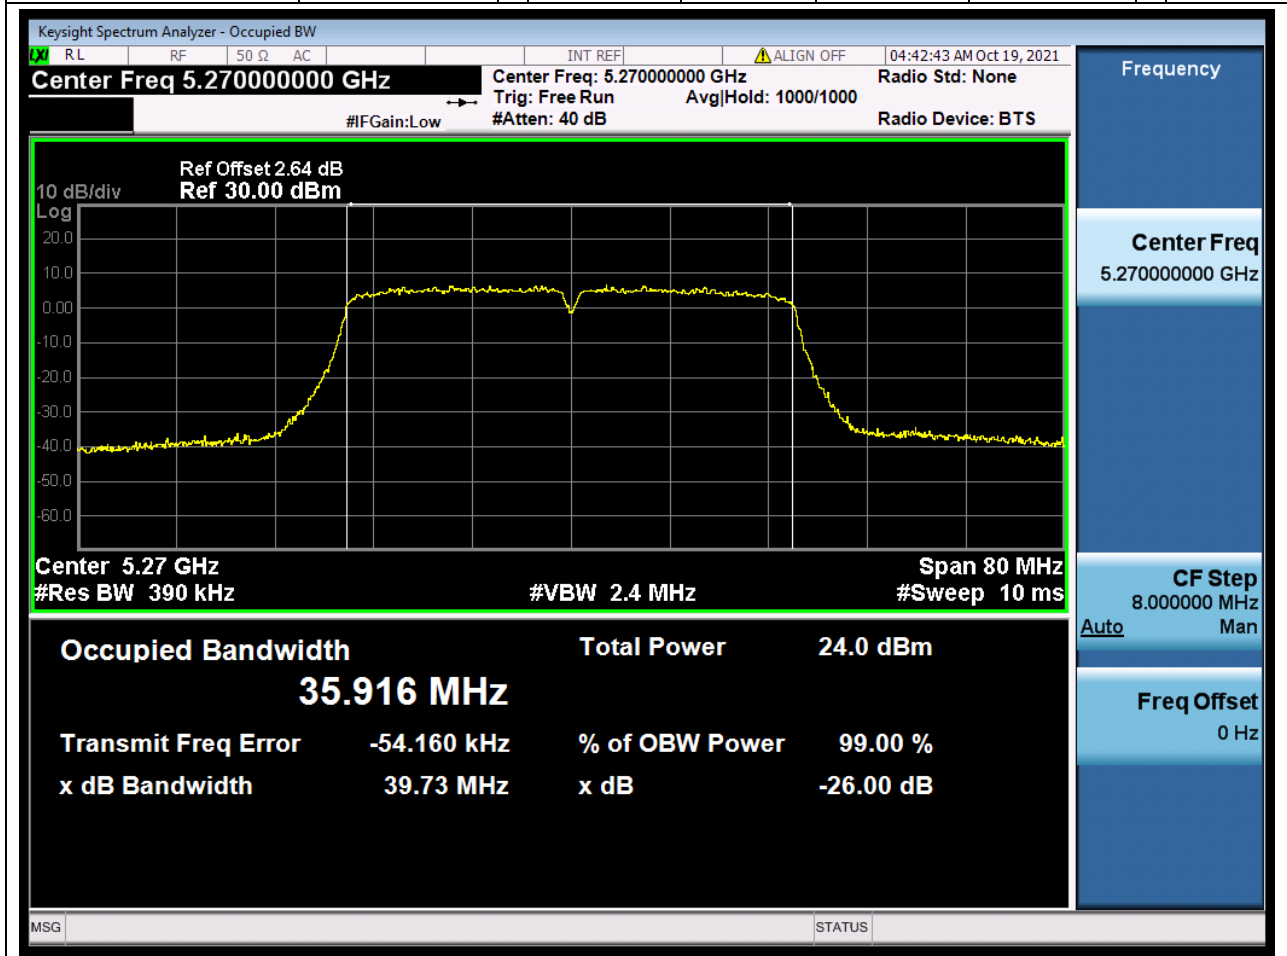 Keysight Spectrum Analyzer - Occupied BW
LXI RL RF 50 Ω AC INT REF ALIGN OFF 04:42:43 AM Oct 19, 2021
Center Freq 5.270000000 GHz
Center Freq: 5.270000000 GHz
Radio Std: None
Trig: Free Run Avg|Hold: 1000/1000
#IFGain:Low
#Atten: 40 dB
Radio Device: BTS
Ref Offset 2.64 dB
10 dB/div Ref 30.00 dBm
Log
20.0
10.0
0.00
-10.0
-20.0
-30.0
-40.0
-50.0
-60.0
Center 5.27 GHz Span 80 MHz
#Res BW 390 kHz #VBW 2.4 MHz #Sweep 10 ms
Occupied Bandwidth Total Power 24.0 dBm
35.916 MHz
Transmit Freq Error -54.160 kHz % of OBW Power 99.00 %
x dB Bandwidth 39.73 MHz x dB -26.00 dB
Frequency
Center Freq
5.270000000 GHz
CF Step
8.000000 MHz
Auto Man
Freq Offset
0 Hz
MSG STATUS